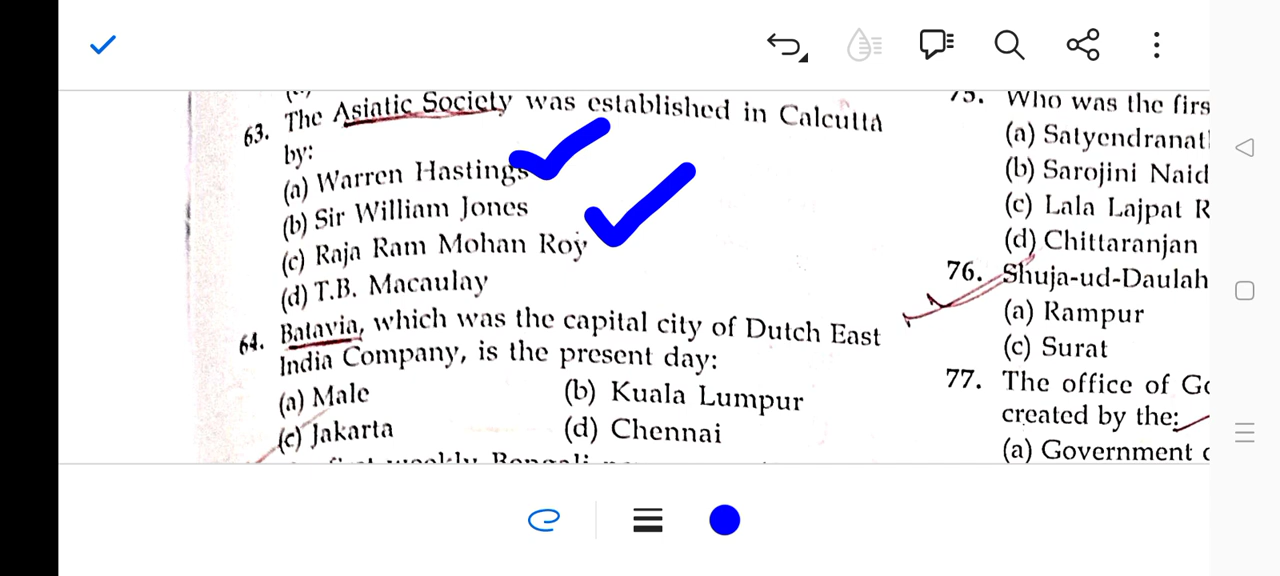 63. The Asiatic Society was established in Calcutta
by:
(a) Warren Hastings
(b) Sir William Jones
(c) Raja Ram Mohan Roy
(d) T.B. Macaulay
64. Batavia, which was the capital city of Dutch East
India Company, is the present day:
(a) Male
(b) Kuala Lumpur
(c) Jakarta
(d) Chennai
75. Who was the firs
(a) Satyendranat
(b) Sarojini Naid
(c) Lala Lajpat R
(d) Chittaranjan
76. Shuja-ud-Daulah
(a) Rampur
(c) Surat
77. The office of Go
created by the:
(a) Government